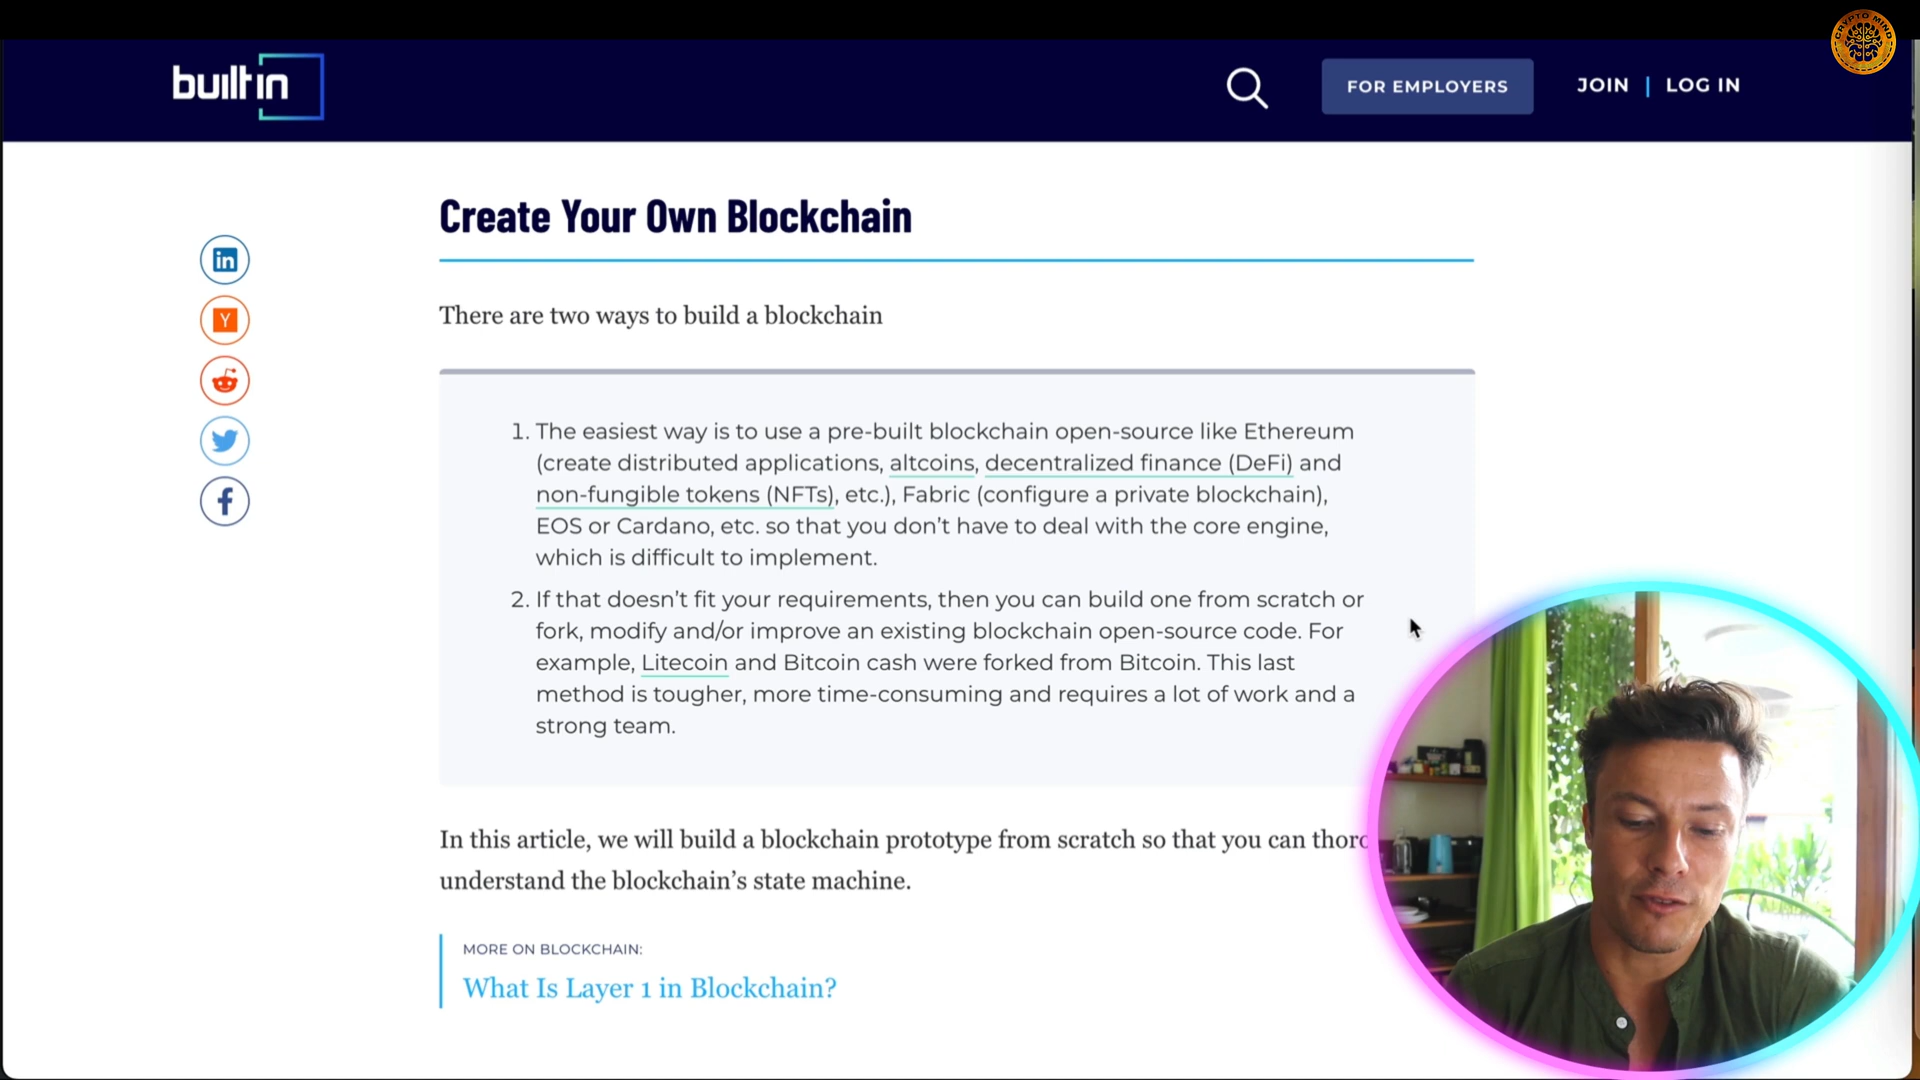 CRYPTO MIND
built in
FOR EMPLOYERS
JOIN | LOG IN
Create Your Own Blockchain
There are two ways to build a blockchain
1. The easiest way is to use a pre-built blockchain open-source like Ethereum
(create distributed applications, altcoins, decentralized finance (DeFi) and
non-fungible tokens (NFTs), etc.), Fabric (configure a private blockchain),
EOS or Cardano, etc. so that you don’t have to deal with the core engine,
which is difficult to implement.
2. If that doesn’t fit your requirements, then you can build one from scratch or
fork, modify and/or improve an existing blockchain open-source code. For
example, Litecoin and Bitcoin cash were forked from Bitcoin. This last
method is tougher, more time-consuming and requires a lot of work and a
strong team.
In this article, we will build a blockchain prototype from scratch so that you can
understand the blockchain’s state machine.
MORE ON BLOCKCHAIN:
What Is Layer 1 in Blockchain?